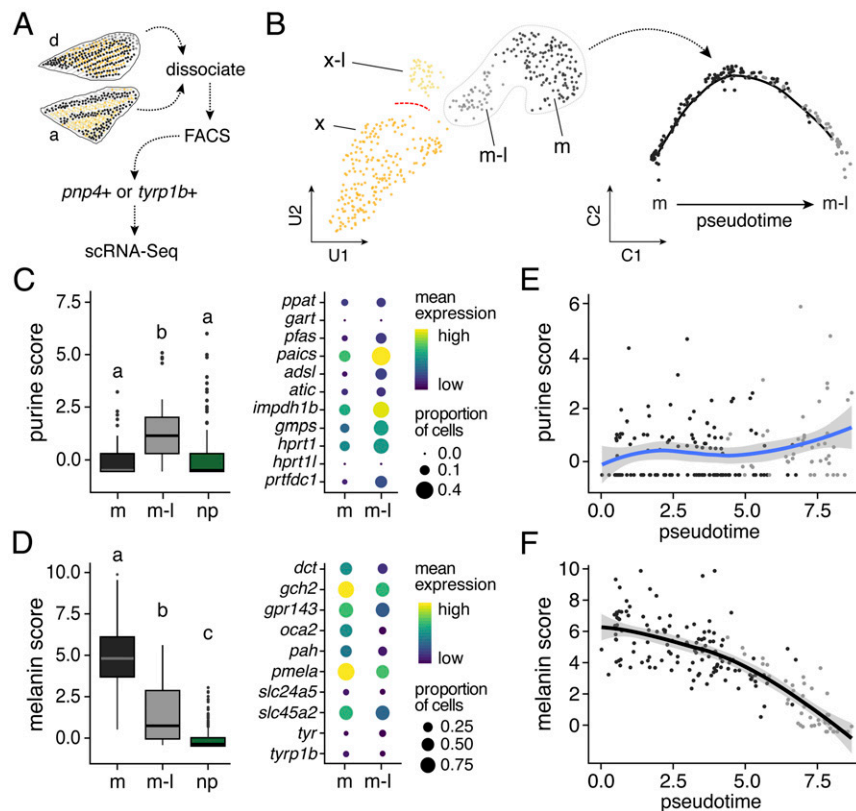 A
d
a
dissociate
FACS
pnp4+ or tyrp1b+
scRNA-Seq
B
x-l
x
m-l
m
U2
U1
m
pseudotime
m-l
C2
C1
C
purine score
7.5
5.0
2.5
0.0
a
b
a
m
m-l
np
ppat
gart
pfas
paics
adsl
atic
impdh1b
gmps
hprt1
hprt1l
prtfdc1
m
m-l
mean
expression
high
low
proportion
of cells
0.0
0.1
0.4
E
purine score
6
4
2
0
0.0
2.5
5.0
7.5
pseudotime
D
melanin score
10.0
7.5
5.0
2.5
0.0
a
b
c
m
m-l
np
dct
gch2
gpr143
oca2
pah
pmela
slc24a5
slc45a2
tyr
tyrp1b
m
m-l
mean
expression
high
low
proportion
of cells
0.25
0.50
0.75
F
melanin score
10
8
6
4
2
0
0.0
2.5
5.0
7.5
pseudotime